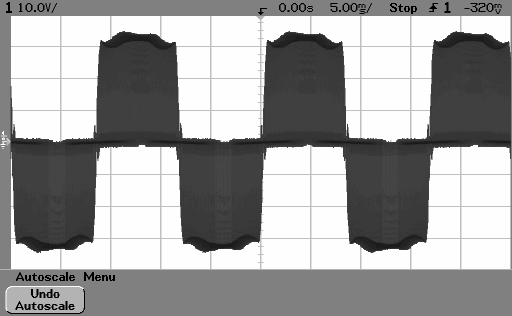 1 10.0V/ 0.00s 5.00㎳/ Stop 1 -320mV
Autoscale Menu
Undo
Autoscale